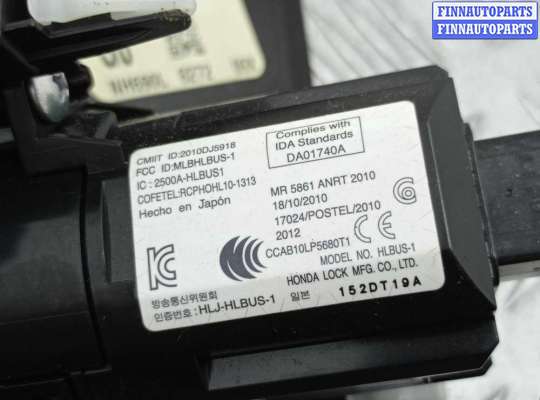 FINNAUTOPARTS
FINNAUTOPARTS
FINNAUTOPARTS
CMIIT ID:2010DJ5918
FCC ID:MLBHLBUS-1
IC : 2500A-HLBUS1
COFETEL:RCPHOHL10-1313
Hecho en Japón
Complies with
IDA Standards
DA01740A
MR 5861 ANRT 2010
18/10/2010
17024/POSTEL/2010
2012
CCAB10LP5680T1
MODEL NO. HLBUS-1
HONDA LOCK MFG. CO., LTD.
방송통신위원회
인증번호 : HLJ-HLBUS-1 일본
152DT19A